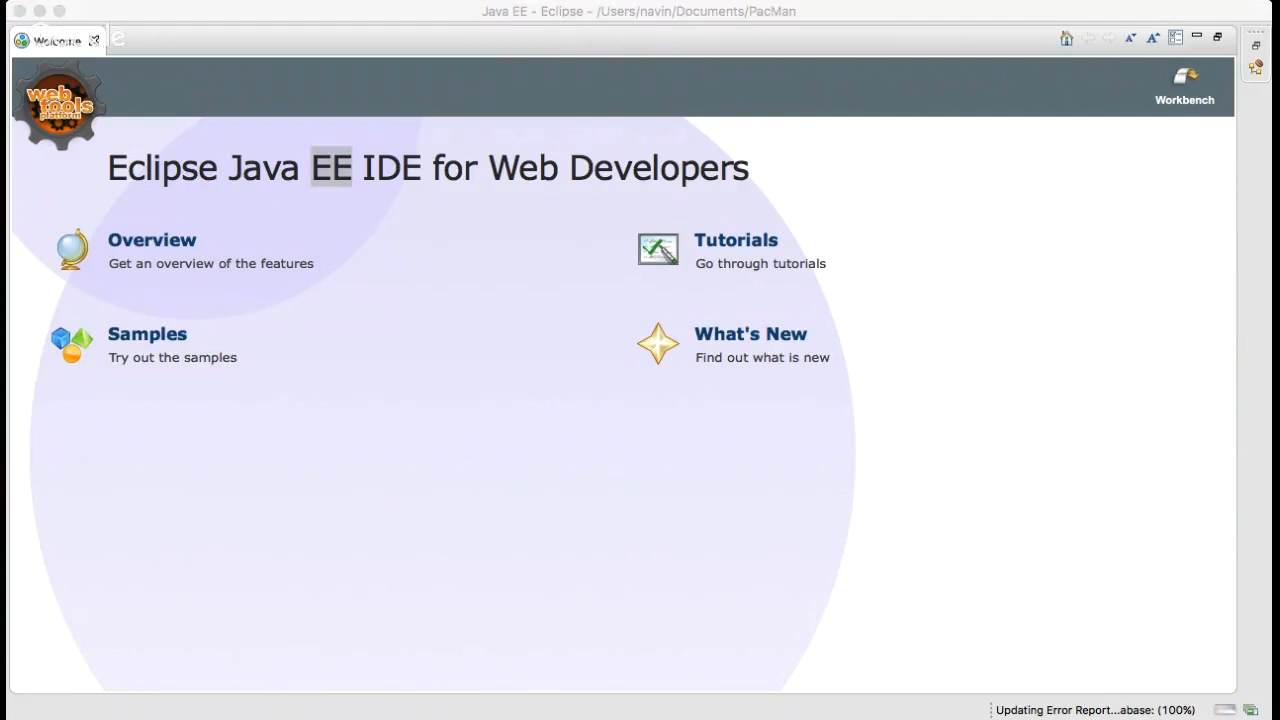 Java EE - Eclipse - /Users/navin/Documents/PacMan
Welcome
web
tools
platform
Workbench
Eclipse Java EE IDE for Web Developers
Overview
Get an overview of the features
Tutorials
Go through tutorials
Samples
Try out the samples
What's New
Find out what is new
Updating Error Report...abase: (100%)